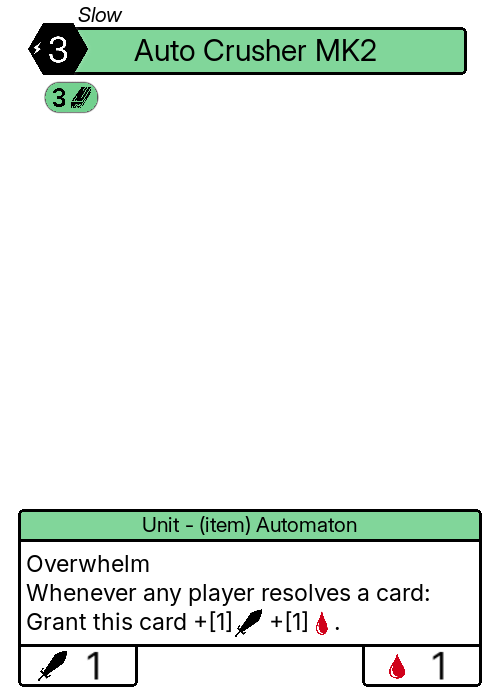 Slow
3 Auto Crusher MK2
3
Unit - (item) Automaton
Overwhelm
Whenever any player resolves a card:
Grant this card +[1] +[1] .
1 1